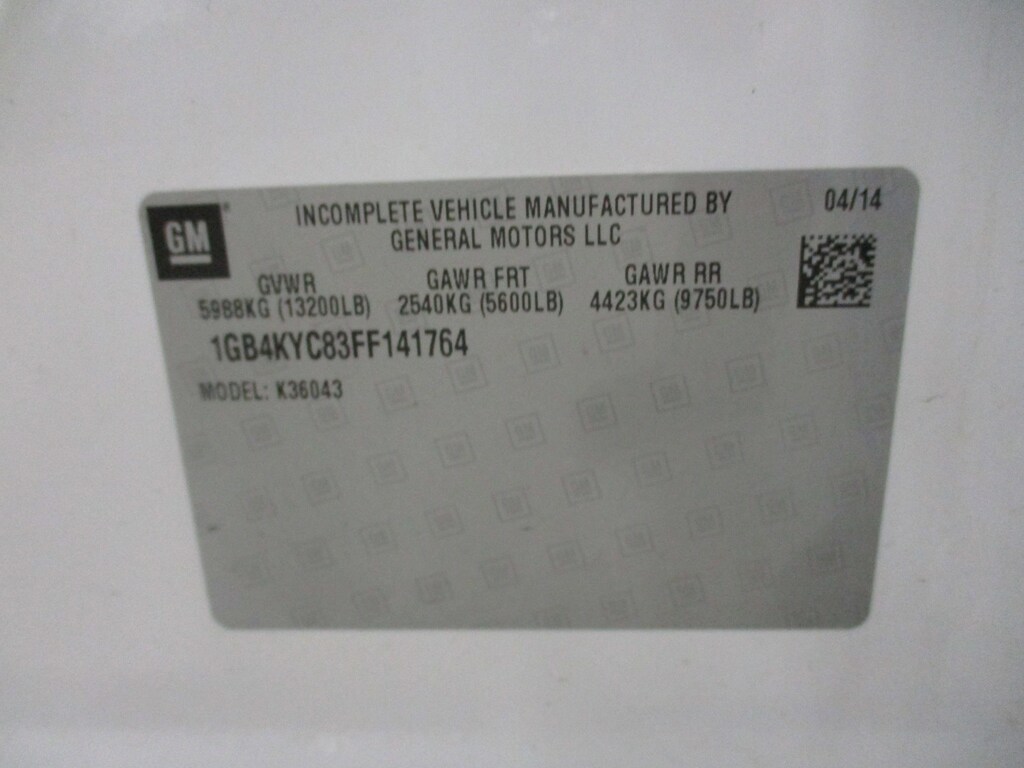 GM
INCOMPLETE VEHICLE MANUFACTURED BY
GENERAL MOTORS LLC
04/14
GVWR GAWR FRT GAWR RR
5988KG (13200LB) 2540KG (5600LB) 4423KG (9750LB)
1GB4KYC83FF141764
MODEL: K36043